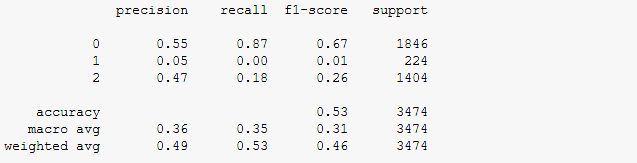 precision recall f1-score support
0 0.55 0.87 0.67 1846
1 0.05 0.00 0.01 224
2 0.47 0.18 0.26 1404
accuracy 0.53 3474
macro avg 0.36 0.35 0.31 3474
weighted avg 0.49 0.53 0.46 3474